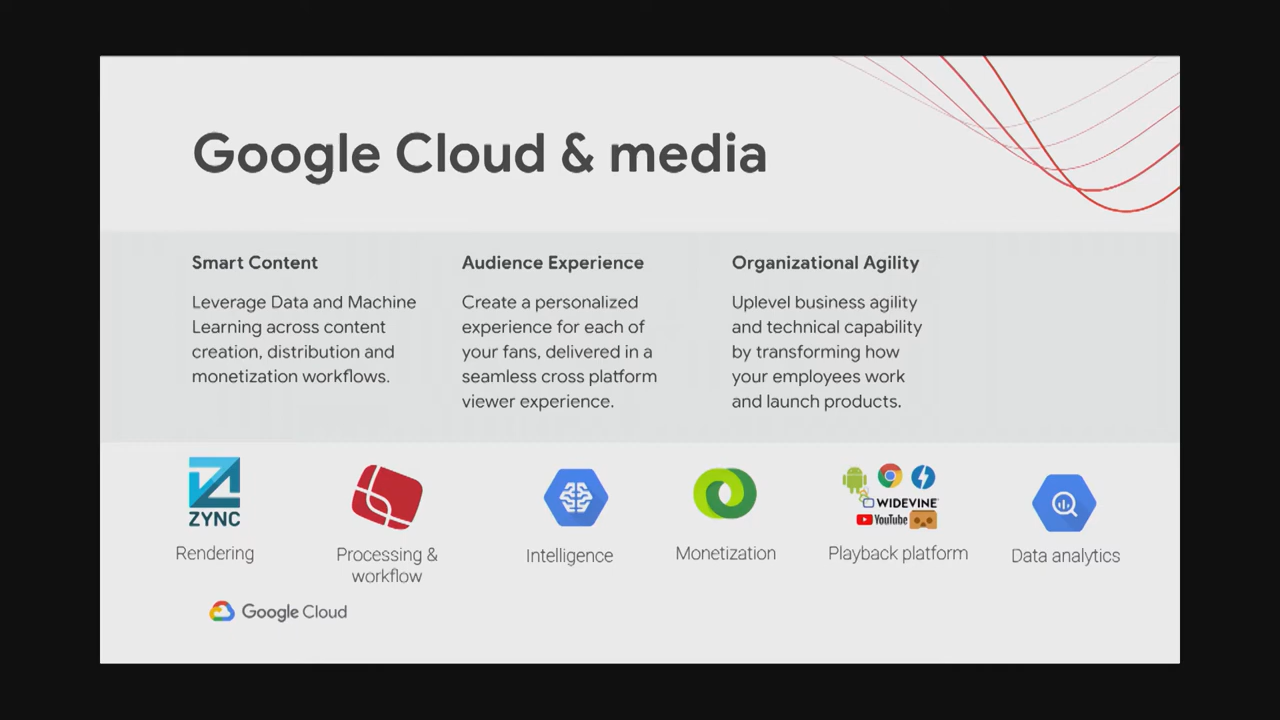 Google Cloud & media
Smart Content
Leverage Data and Machine
Learning across content
creation, distribution and
monetization workflows.
Audience Experience
Create a personalized
experience for each of
your fans, delivered in a
seamless cross platform
viewer experience.
Organizational Agility
Uplevel business agility
and technical capability
by transforming how
your employees work
and launch products.
ZYNC
Rendering
Processing &
workflow
Intelligence
Monetization
WIDEVINE
YouTube
Playback platform
Data analytics
Google Cloud